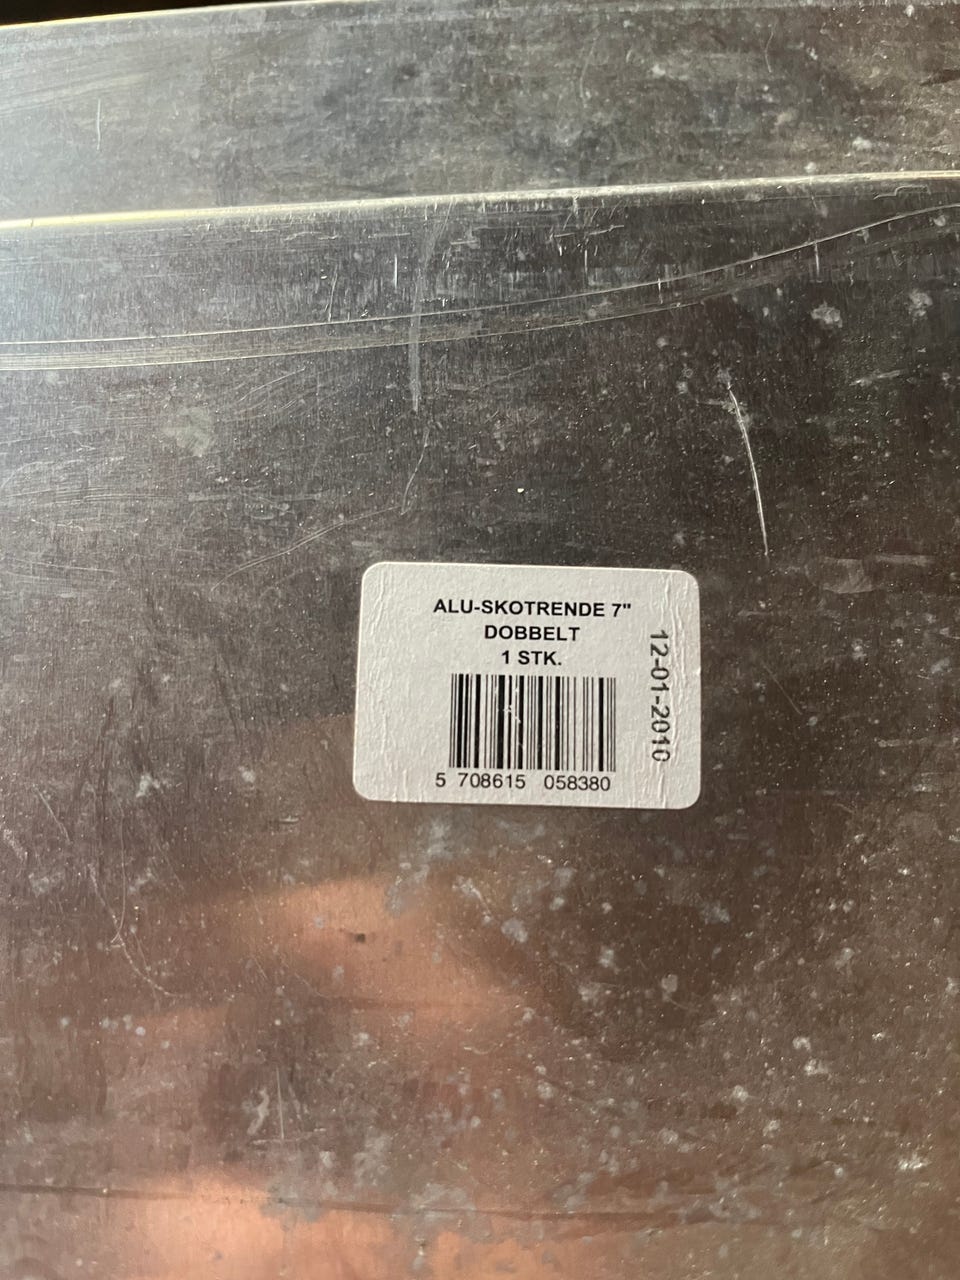 ALU-SKOTRENDE 7"
DOBBELT
1 STK.
5 708615 058380
12-01-2010